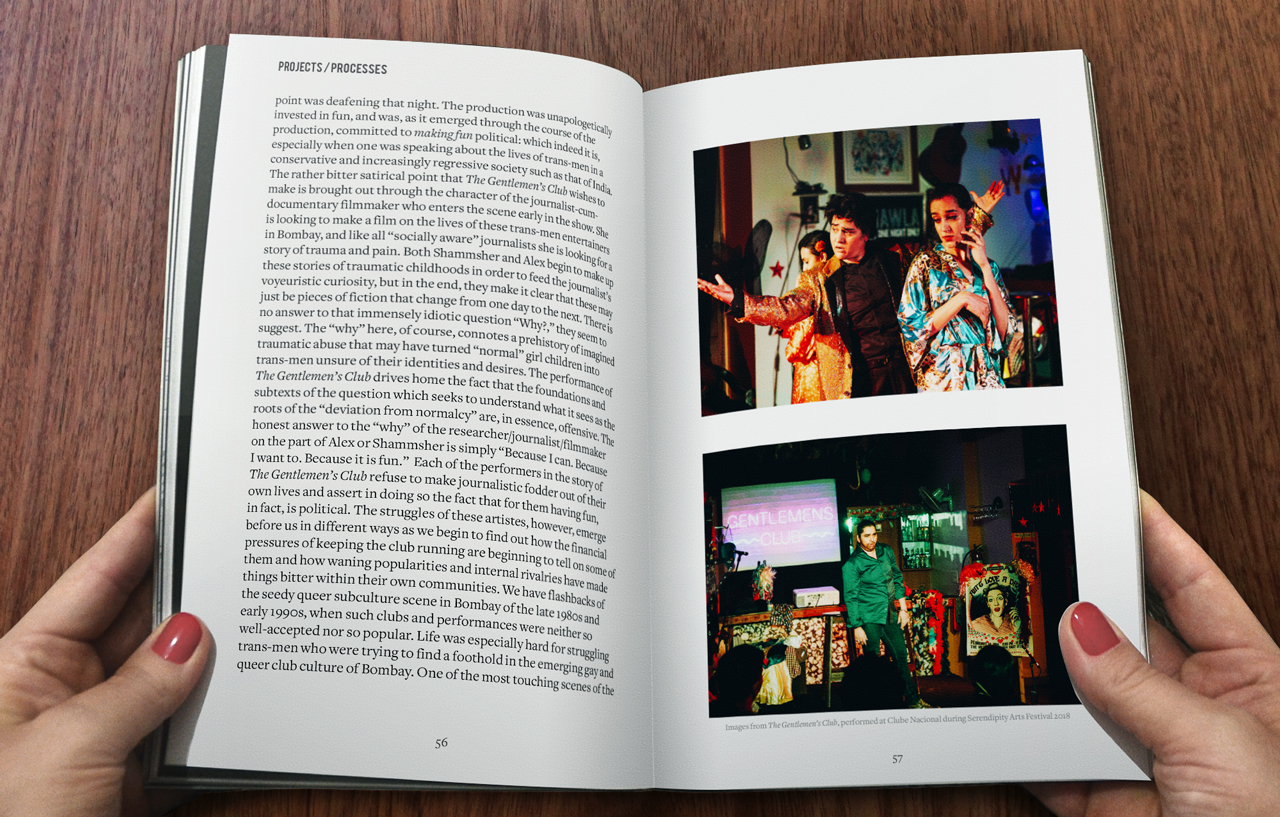 PROJECTS/PROCESSES
point was deafening that night. The production was unapologetically
invested in fun, and was, as it emerged through the course of the
production, committed to making fun political: which indeed it is,
especially when one was speaking about the lives of trans-men in a
conservative and increasingly regressive society such as that of India.
The rather bitter satirical point that The Gentlemen's Club wishes to
make is brought out through the character of the journalist-cum-
documentary filmmaker who enters the scene early in the show. She
is looking to make a film on the lives of these trans-men entertainers
in Bombay, and like all “socially aware” journalists she is looking for a
story of trauma and pain. Both Shammsher and Alex begin to make up
these stories of traumatic childhoods in order to feed the journalist's
voyeuristic curiosity, but in the end, they make it clear that these may
just be pieces of fiction that change from one day to the next. There is
no answer to that immensely idiotic question “Why?,” they seem to
suggest. The “why” here, of course, connotes a prehistory of imagined
traumatic abuse that may have turned “normal” girl children into
trans-men unsure of their identities and desires. The performance of
The Gentlemen's Club drives home the fact that the foundations and
subtexts of the question which seeks to understand what it sees as the
roots of the “deviation from normalcy” are, in essence, offensive. The
honest answer to the “why” of the researcher/journalist/filmmaker
on the part of Alex or Shammsher is simply “Because I can. Because
I want to. Because it is fun.” Each of the performers in the story of
The Gentlemen's Club refuse to make journalistic fodder out of their
own lives and assert in doing so the fact that for them having fun,
in fact, is political. The struggles of these artistes, however, emerge
before us in different ways as we begin to find out how the financial
pressures of keeping the club running are beginning to tell on some of
them and how waning popularities and internal rivalries have made
things bitter within their own communities. We have flashbacks of
the seedy queer subculture scene in Bombay of the late 1980s and
early 1990s, when such clubs and performances were neither so
well-accepted nor so popular. Life was especially hard for struggling
trans-men who were trying to find a foothold in the emerging gay and
queer club culture of Bombay. One of the most touching scenes of the
56
AWLA
ONE NIGHT ONLY
GENTLEMENS
CLUB
LOVE A
Images from The Gentlemen's Club, performed at Clube Nacional during Serendipity Arts Festival 2018
57